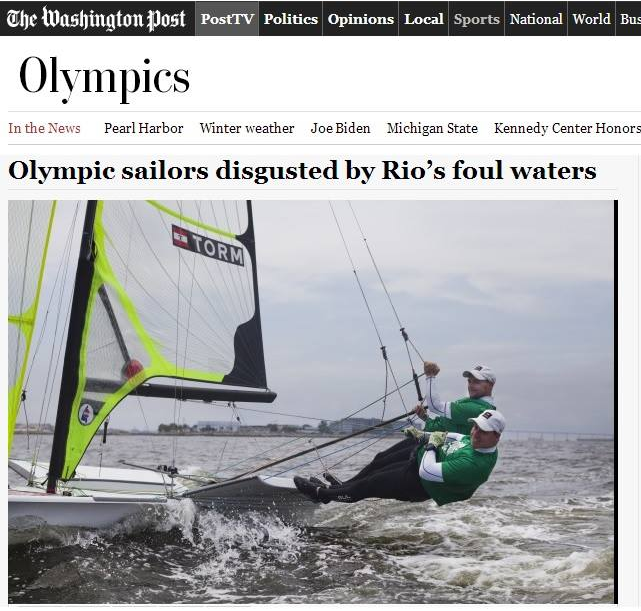 The Washington Post PostTV Politics Opinions Local Sports National World Bus
Olympics
In the News Pearl Harbor Winter weather Joe Biden Michigan State Kennedy Center Honors
Olympic sailors disgusted by Rio's foul waters
TORM